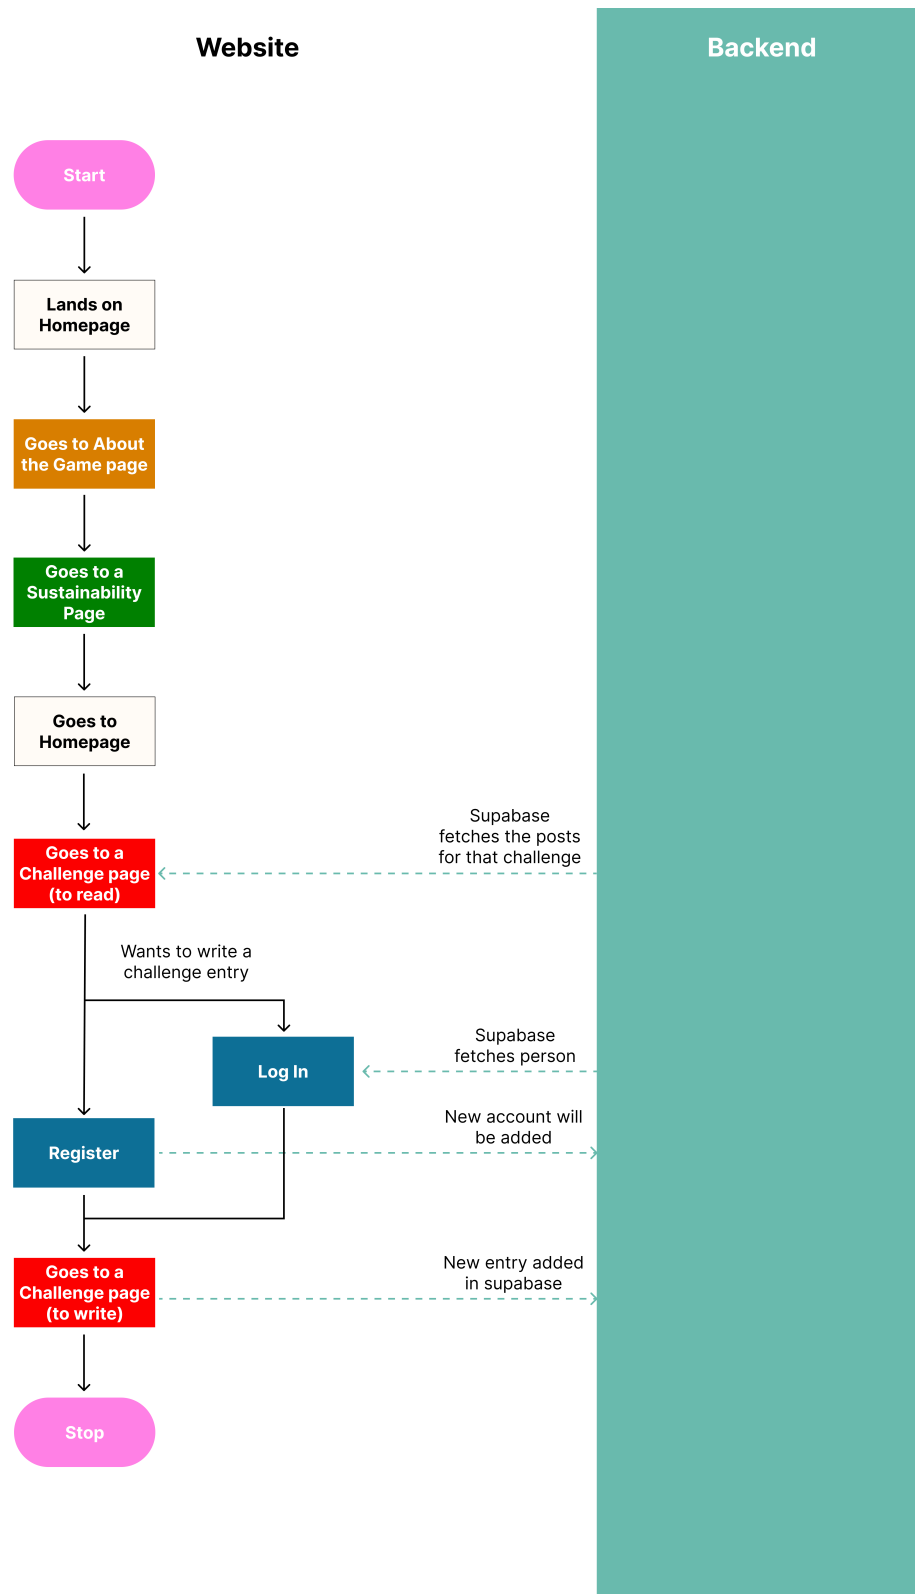 Website
Backend
Start
Lands on
Homepage
Goes to About
the Game page
Goes to a
Sustainability
Page
Goes to
Homepage
Supabase
fetches the posts
for that challenge
Goes to a
Challenge page
(to read)
Wants to write a
challenge entry
Supabase
fetches person
Log In
New account will
be added
Register
New entry added
in supabase
Goes to a
Challenge page
(to write)
Stop